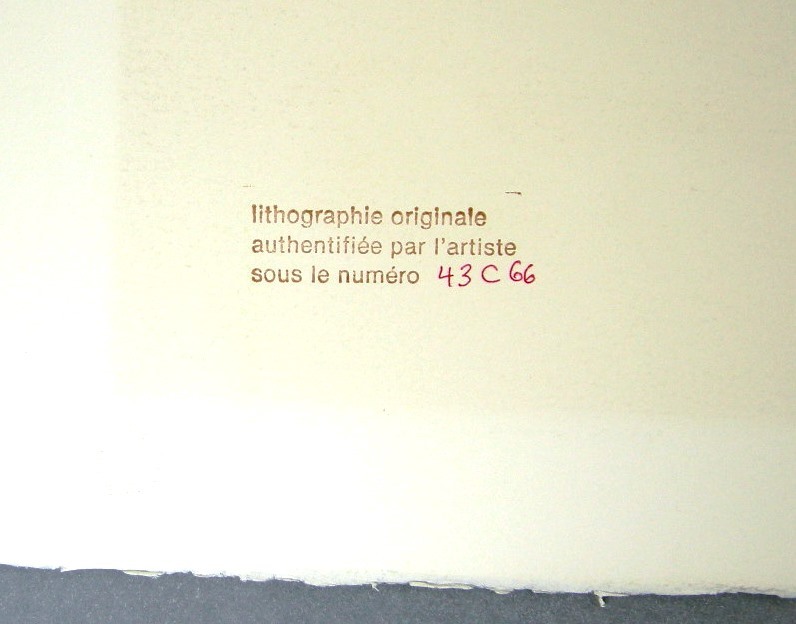 lithographie originale
authentifiée par l'artiste
sous le numéro 43 C 66